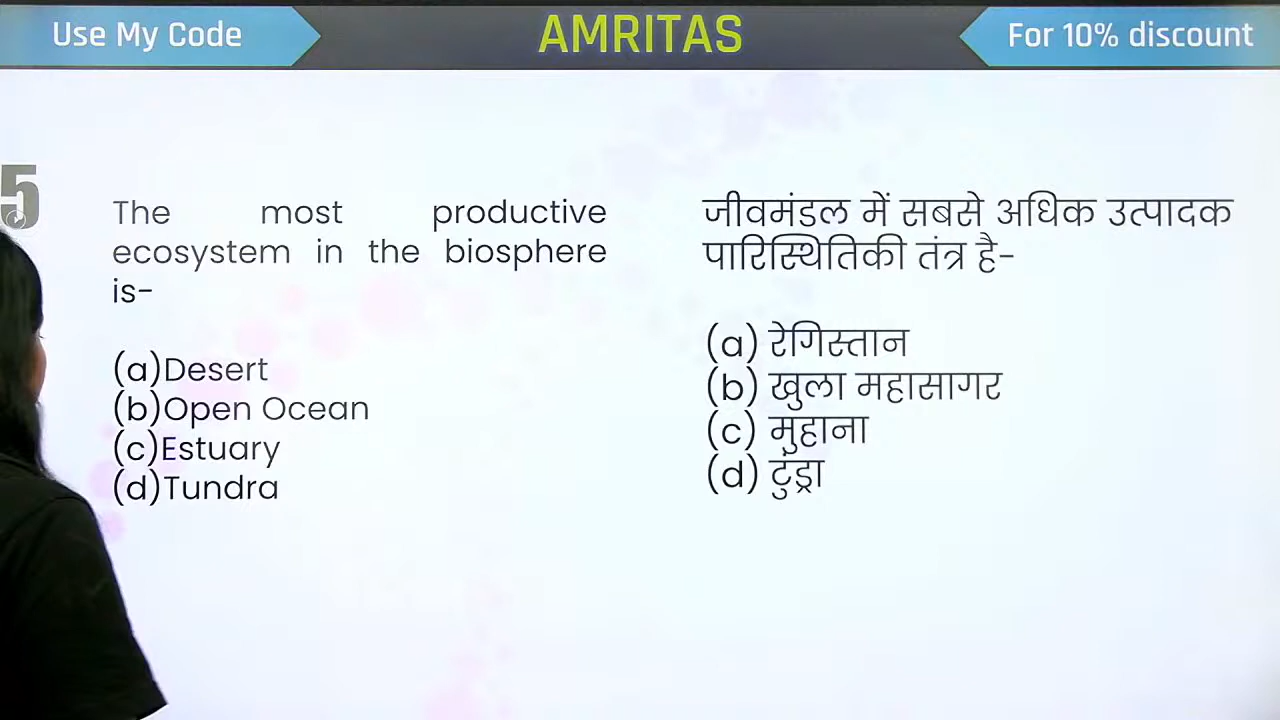 Use My Code
AMRITAS
For 10% discount
5
The most productive
ecosystem in the biosphere
is-
(a)Desert
(b)Open Ocean
(c)Estuary
(d)Tundra
जीवमंडल में सबसे अधिक उत्पादक
पारिस्थितिकी तंत्र है-
(a) रेगिस्तान
(b) खुला महासागर
(c) मुहाना
(d) टुंड्रा